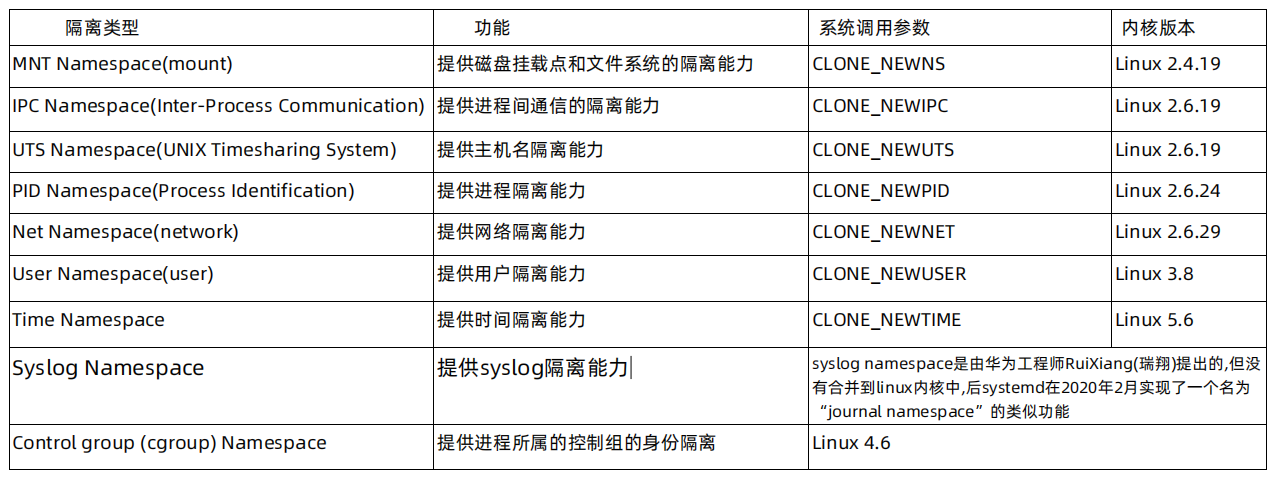 隔离类型 功能 系统调用参数 内核版本
MNT Namespace(mount) 提供磁盘挂载点和文件系统的隔离能力 CLONE_NEWNS Linux 2.4.19
IPC Namespace(Inter-Process Communication) 提供进程间通信的隔离能力 CLONE_NEWIPC Linux 2.6.19
UTS Namespace(UNIX Timesharing System) 提供主机名隔离能力 CLONE_NEWUTS Linux 2.6.19
PID Namespace(Process Identification) 提供进程隔离能力 CLONE_NEWPID Linux 2.6.24
Net Namespace(network) 提供网络隔离能力 CLONE_NEWNET Linux 2.6.29
User Namespace(user) 提供用户隔离能力 CLONE_NEWUSER Linux 3.8
Time Namespace 提供时间隔离能力 CLONE_NEWTIME Linux 5.6
Syslog Namespace 提供syslog隔离能力 syslog namespace是由华为工程师RuiXiang(瑞翔)提出的,但没
有合并到linux内核中,后systemd在2020年2月实现了一个名为
“journal namespace”的类似功能
Control group (cgroup) Namespace 提供进程所属的控制组的身份隔离 Linux 4.6